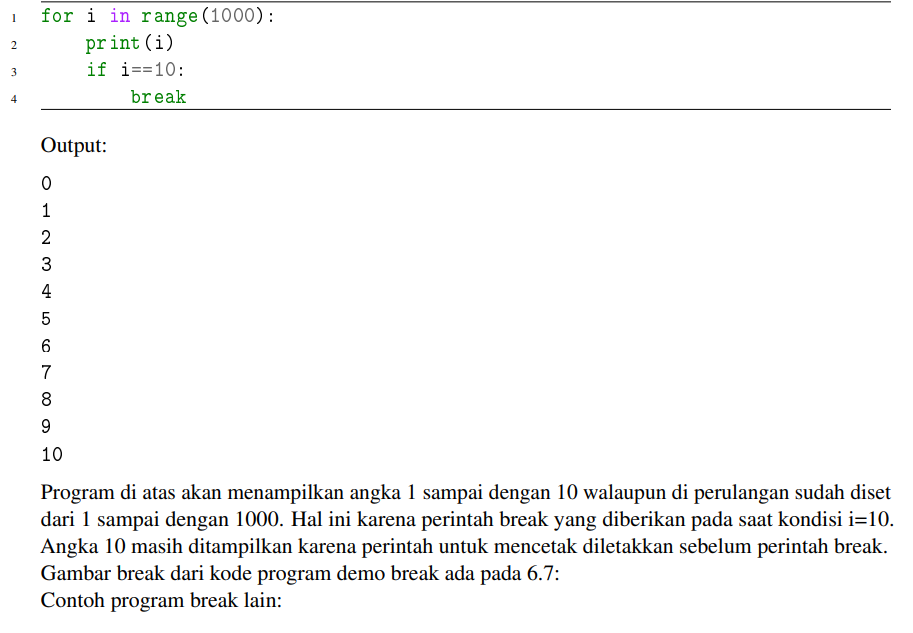 1 for i in range(1000):
2     print(i)
3     if i==10:
4         break
Output:
0
1
2
3
4
5
6
7
8
9
10
Program di atas akan menampilkan angka 1 sampai dengan 10 walaupun di perulangan sudah diset
dari 1 sampai dengan 1000. Hal ini karena perintah break yang diberikan pada saat kondisi i=10.
Angka 10 masih ditampilkan karena perintah untuk mencetak diletakkan sebelum perintah break.
Gambar break dari kode program demo break ada pada 6.7:
Contoh program break lain: